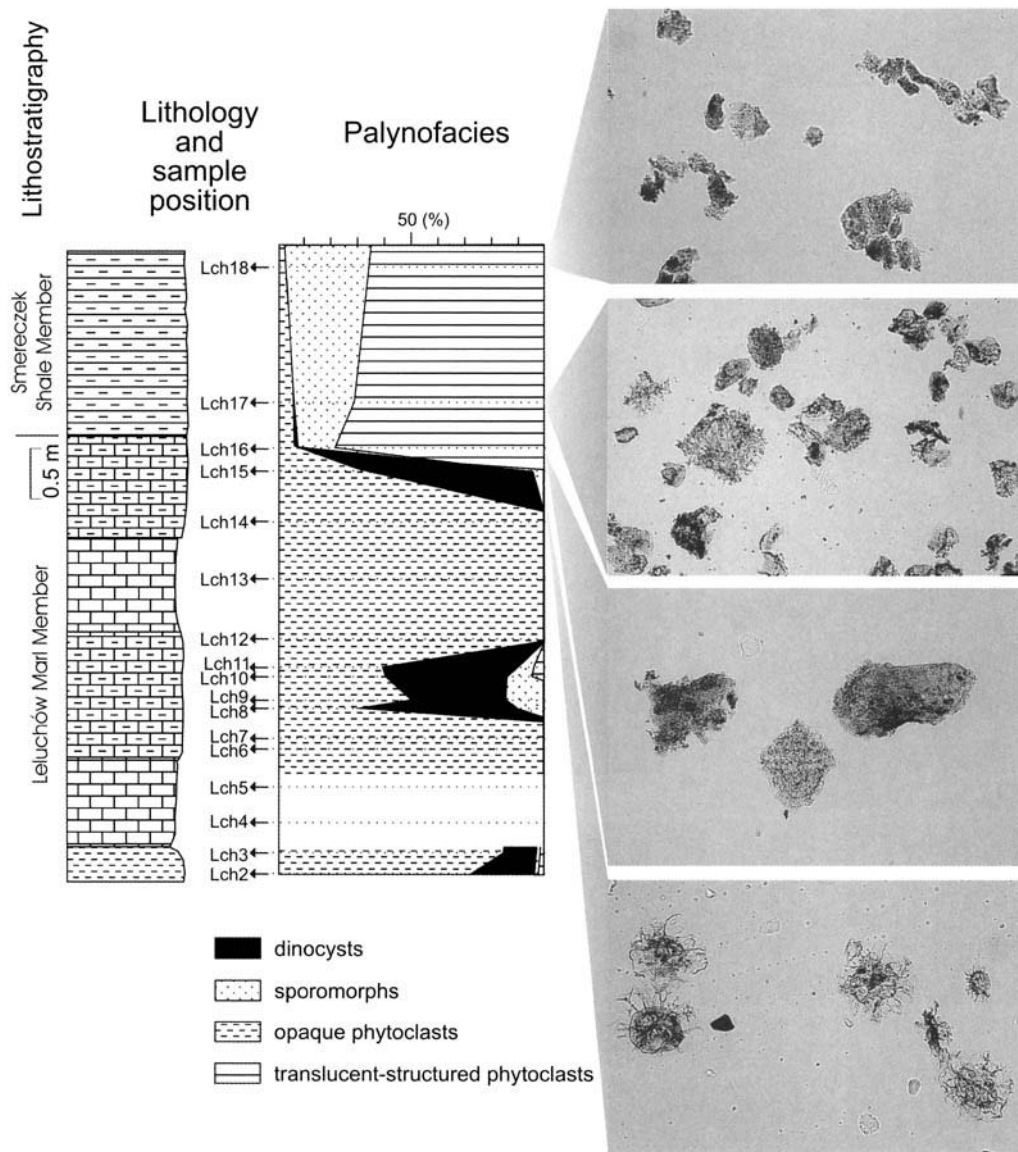 Lithostratigraphy
Lithology
and
sample
position
Palynofacies
50 (%)
Smereczek
Shale Member
0.5 m
Leluchów Marl Member
Lch18
Lch17
Lch16
Lch15
Lch14
Lch13
Lch12
Lch11
Lch10
Lch9
Lch8
Lch7
Lch6
Lch5
Lch4
Lch3
Lch2
dinocysts
sporomorphs
opaque phytoclasts
translucent-structured phytoclasts